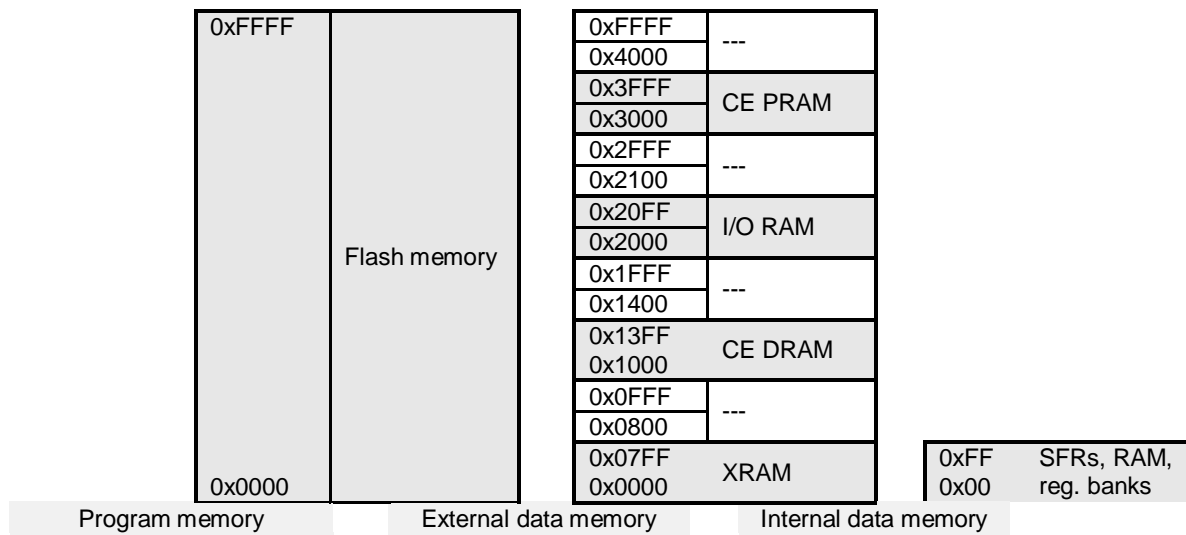 0xFFFF
Flash memory
0x0000
0xFFFF
---
0x4000
0x3FFF
CE PRAM
0x3000
0x2FFF
---
0x2100
0x20FF
I/O RAM
0x2000
0x1FFF
---
0x1400
0x13FF
CE DRAM
0x1000
0x0FFF
---
0x0800
0x07FF
XRAM
0x0000
0xFF SFRs, RAM,
0x00 reg. banks
Program memory
External data memory
Internal data memory